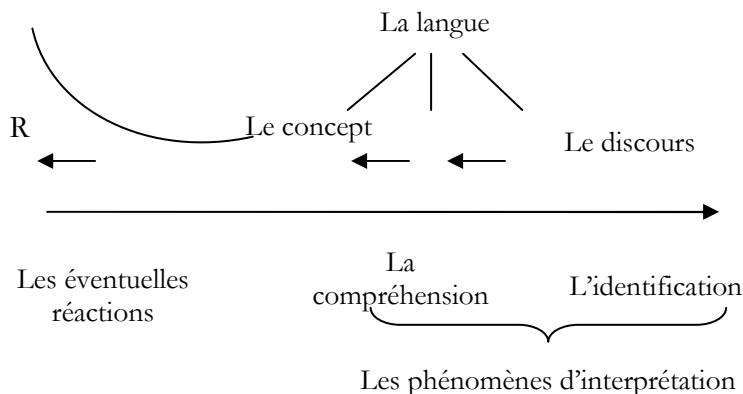 La langue
R
Le concept
Le discours
Les éventuelles
réactions
La
compréhension
L'identification
Les phénomènes d'interprétation